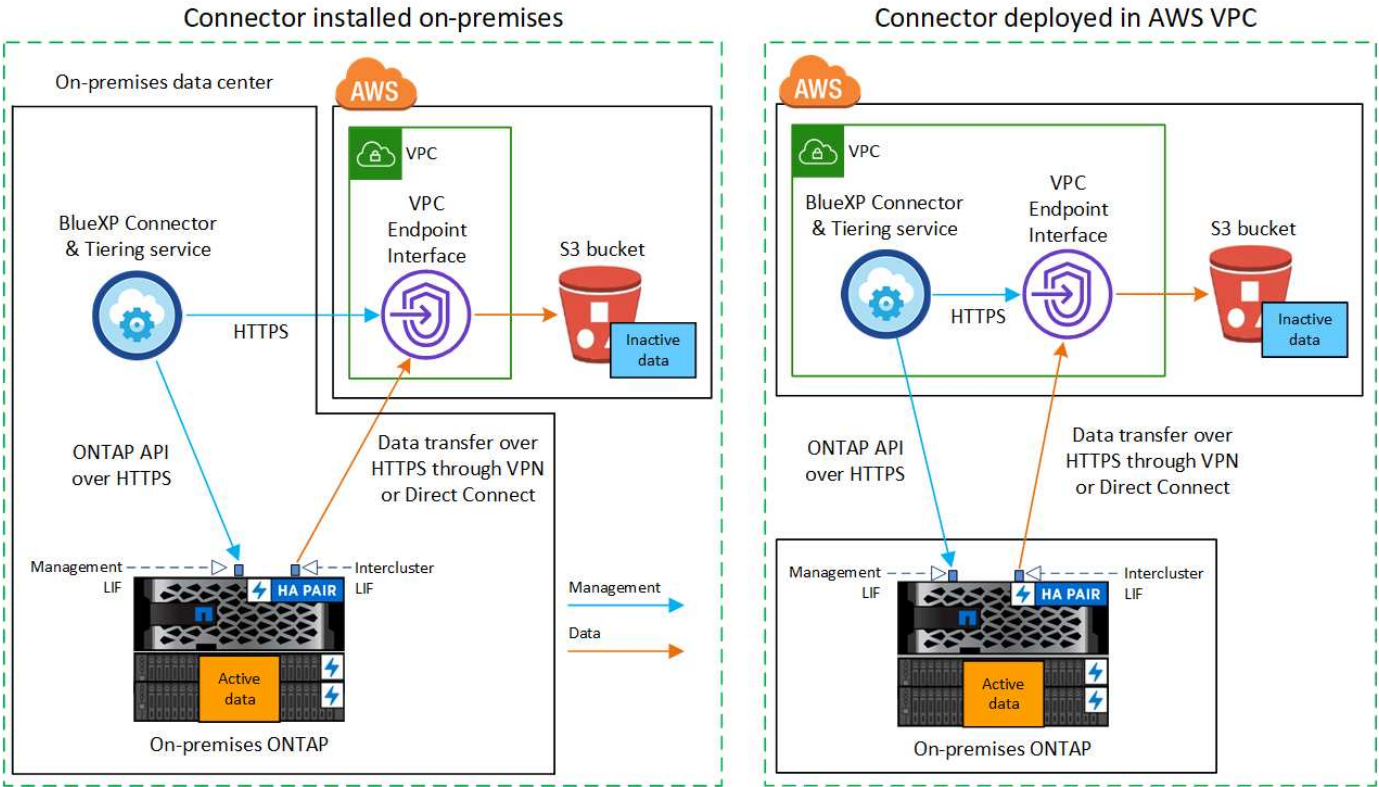 Connector installed on-premises
On-premises data center
AWS
VPC
BlueXP Connector
& Tiering service
VPC
Endpoint
Interface
S3 bucket
HTTPS
Inactive
data
ONTAP API
over HTTPS
Data transfer over
HTTPS through VPN
or Direct Connect
Management
LIF
Intercluster
LIF
HA PAIR
Active
data
On-premises ONTAP
Management
Data
Connector deployed in AWS VPC
AWS
VPC
BlueXP Connector
& Tiering service
VPC
Endpoint
Interface
S3 bucket
HTTPS
Inactive
data
ONTAP API
over HTTPS
Data transfer over
HTTPS through VPN
or Direct Connect
Management
LIF
Intercluster
LIF
HA PAIR
Active
data
On-premises ONTAP